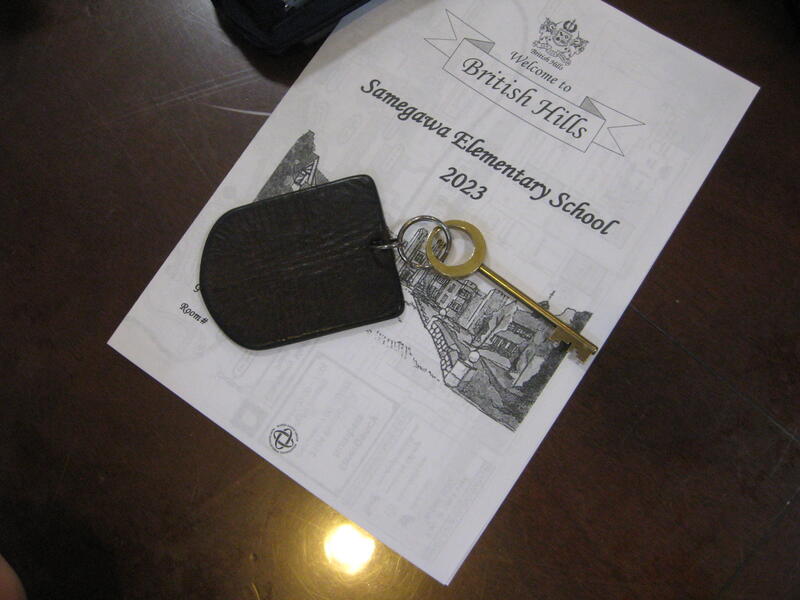 British Hills
Welcome to
British Hills
Samegawa Elementary School
2023
Room#